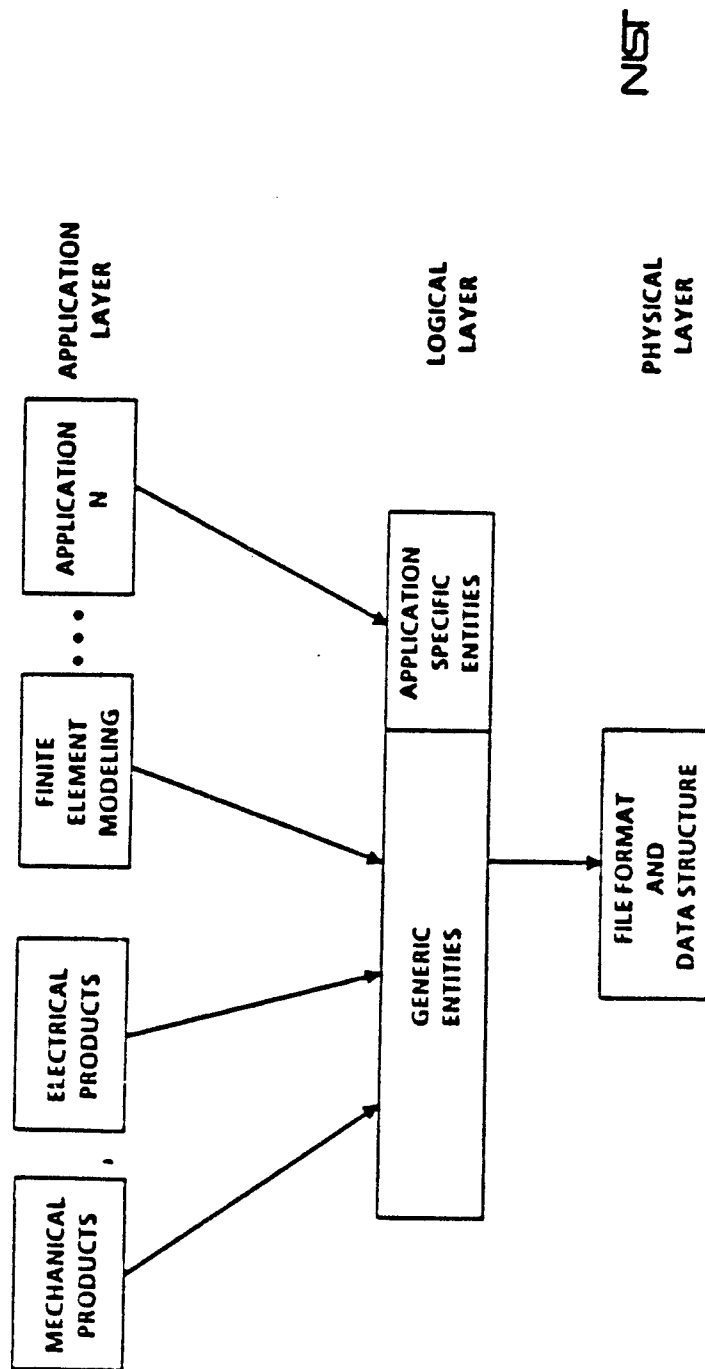 MECHANICAL
PRODUCTS
ELECTRICAL
PRODUCTS
FINITE
ELEMENT
MODELING
• • •
APPLICATION
N
APPLICATION
LAYER
GENERIC
ENTITIES
APPLICATION
SPECIFIC
ENTITIES
LOGICAL
LAYER
FILE FORMAT
AND
DATA STRUCTURE
PHYSICAL
LAYER
NIST